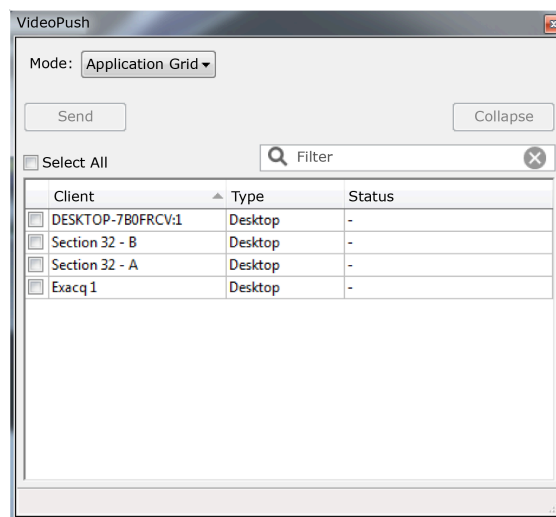 VideoPush
Mode: Application Grid
Send Collapse
Select All Filter
Client Type Status
DESKTOP-7B0FRCV:1 Desktop -
Section 32 - B Desktop -
Section 32 - A Desktop -
Exacq 1 Desktop -